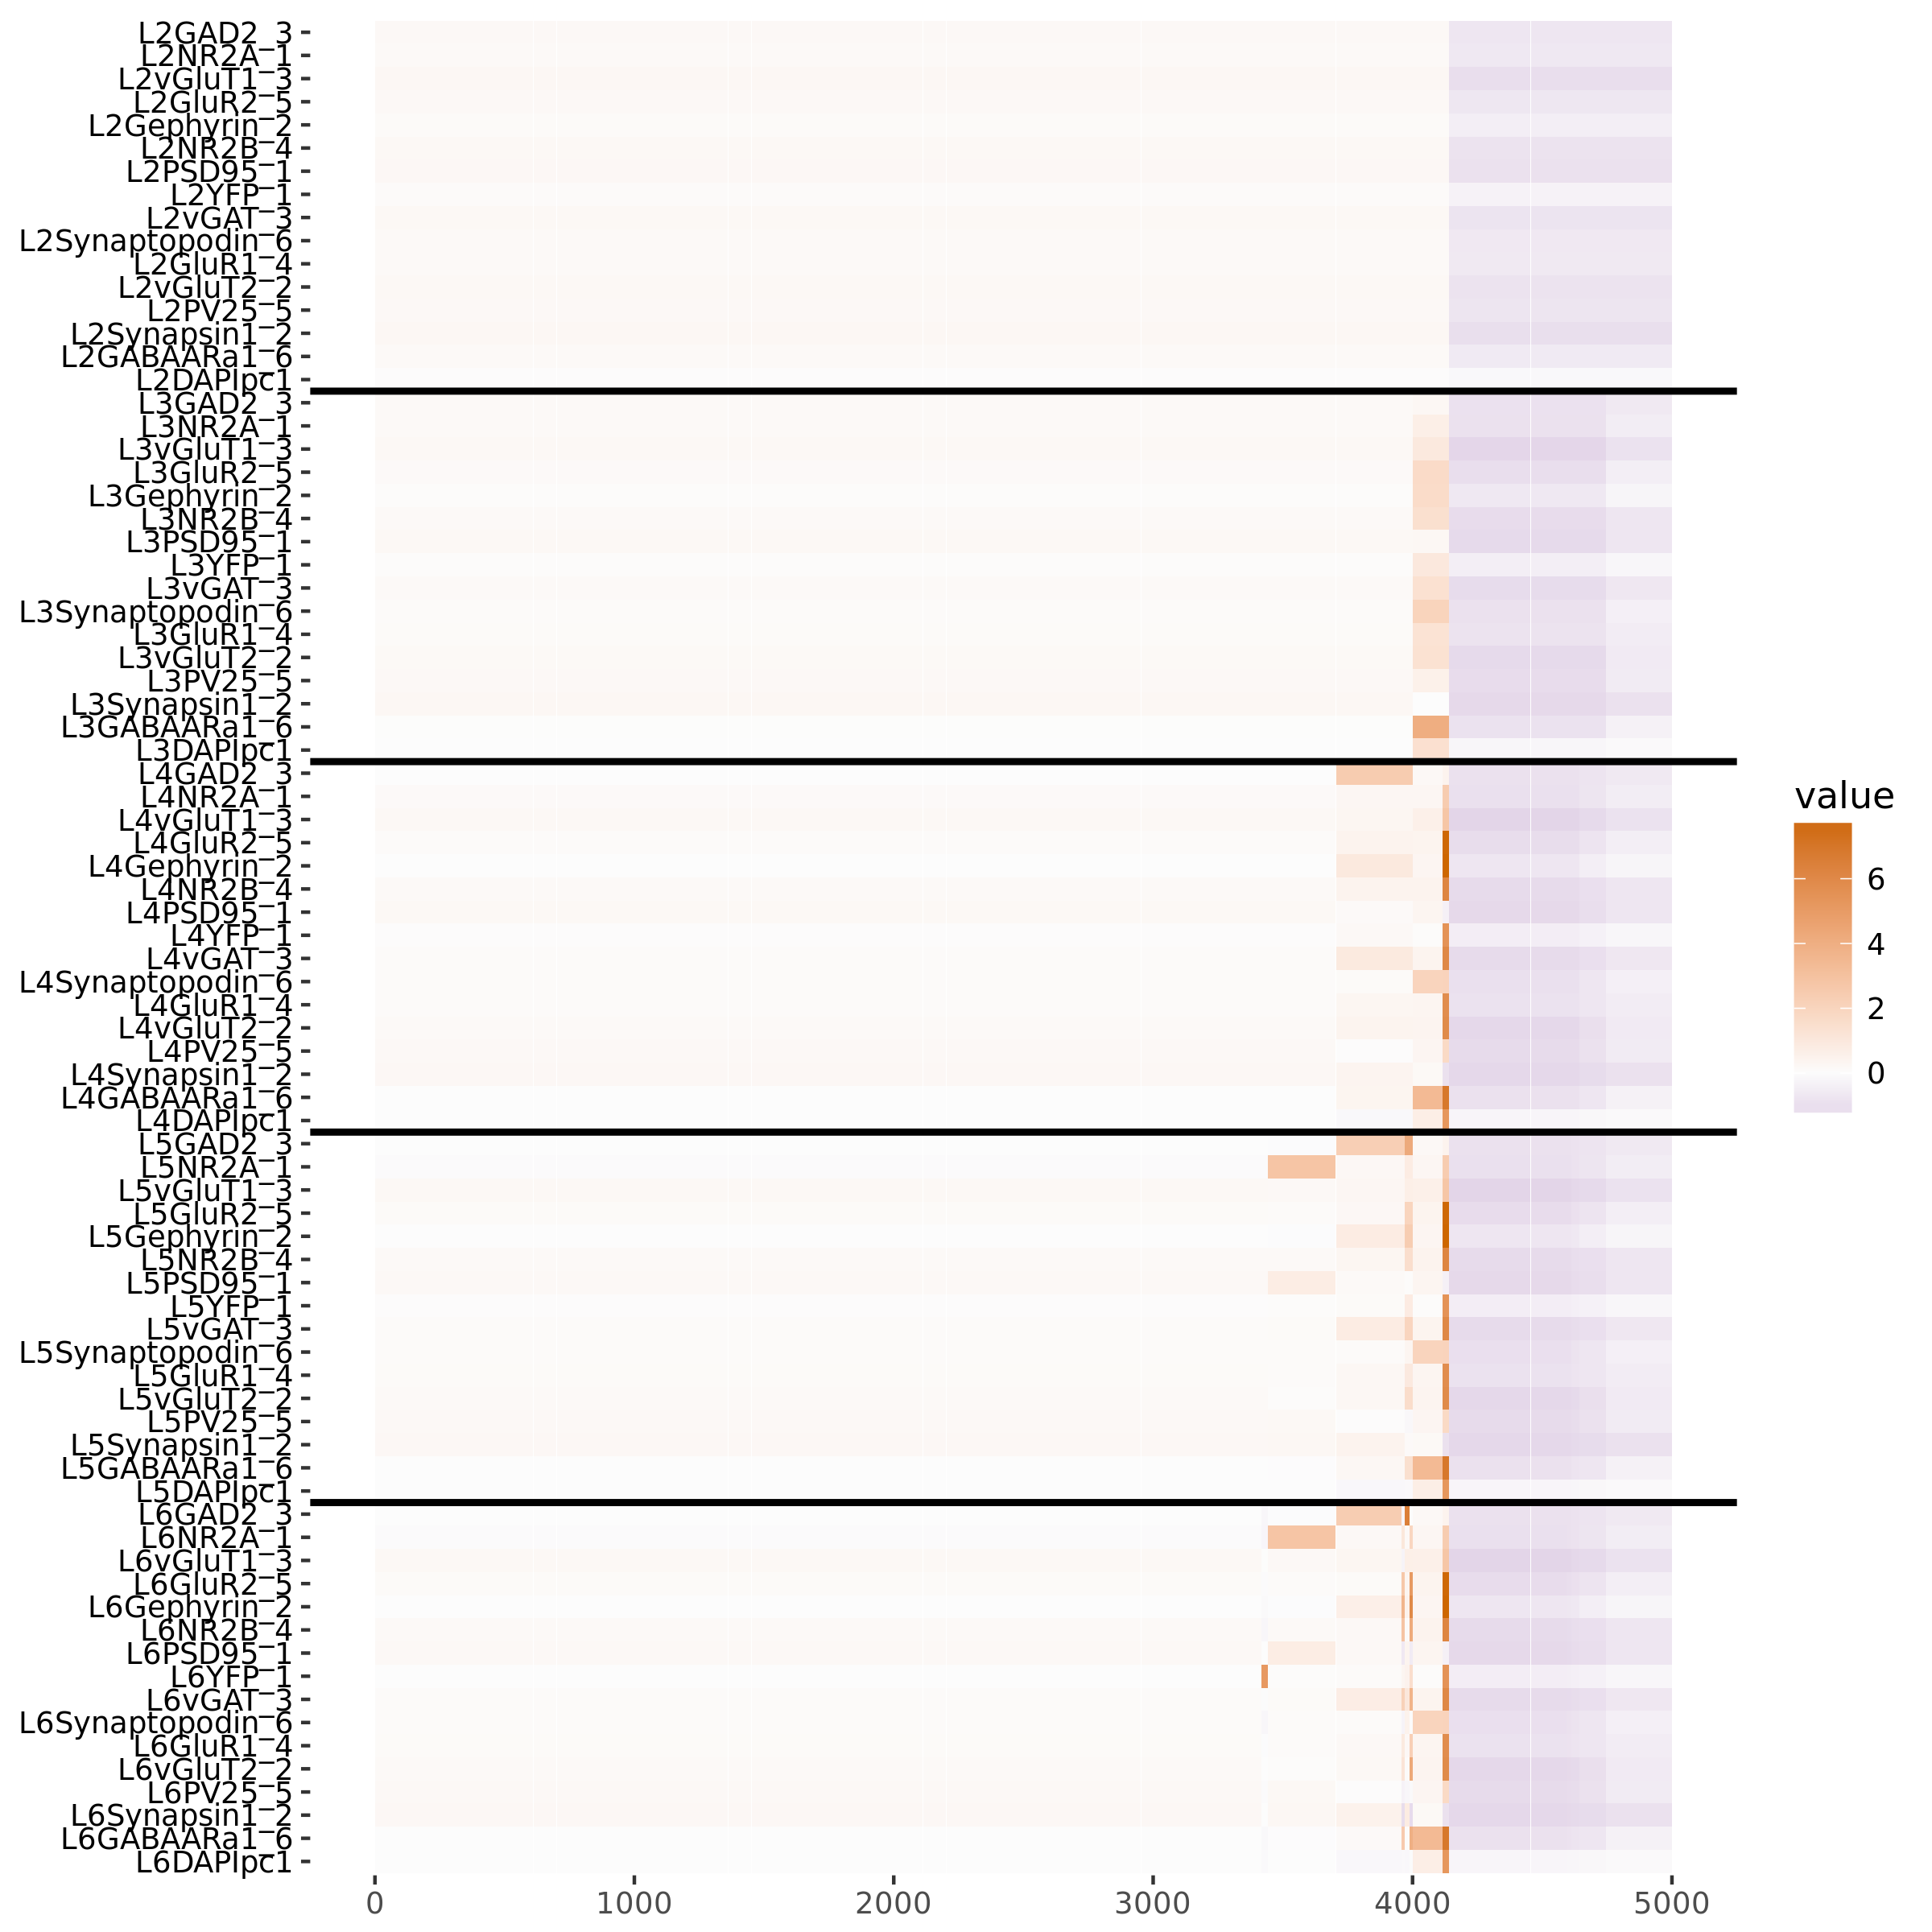 L2GAD2_3
L2NR2A_1
L2vGluT1_3
L2GluR2_5
L2Gephyrin_2
L2NR2B_4
L2PSD95_1
L2YFP_1
L2vGAT_3
L2Synaptopodin_6
L2GluR1_4
L2vGluT2_2
L2PV25_5
L2Synapsin1_2
L2GABAARa1_6
L2DAPIpc1
L3GAD2_3
L3NR2A_1
L3vGluT1_3
L3GluR2_5
L3Gephyrin_2
L3NR2B_4
L3PSD95_1
L3YFP_1
L3vGAT_3
L3Synaptopodin_6
L3GluR1_4
L3vGluT2_2
L3PV25_5
L3Synapsin1_2
L3GABAARa1_6
L3DAPIpc1
L4GAD2_3
L4NR2A_1
L4vGluT1_3
L4GluR2_5
L4Gephyrin_2
L4NR2B_4
L4PSD95_1
L4YFP_1
L4vGAT_3
L4Synaptopodin_6
L4GluR1_4
L4vGluT2_2
L4PV25_5
L4Synapsin1_2
L4GABAARa1_6
L4DAPIpc1
L5GAD2_3
L5NR2A_1
L5vGluT1_3
L5GluR2_5
L5Gephyrin_2
L5NR2B_4
L5PSD95_1
L5YFP_1
L5vGAT_3
L5Synaptopodin_6
L5GluR1_4
L5vGluT2_2
L5PV25_5
L5Synapsin1_2
L5GABAARa1_6
L5DAPIpc1
L6GAD2_3
L6NR2A_1
L6vGluT1_3
L6GluR2_5
L6Gephyrin_2
L6NR2B_4
L6PSD95_1
L6YFP_1
L6vGAT_3
L6Synaptopodin_6
L6GluR1_4
L6vGluT2_2
L6PV25_5
L6Synapsin1_2
L6GABAARa1_6
L6DAPIpc1
0 1000 2000 3000 4000 5000
value
6
4
2
0